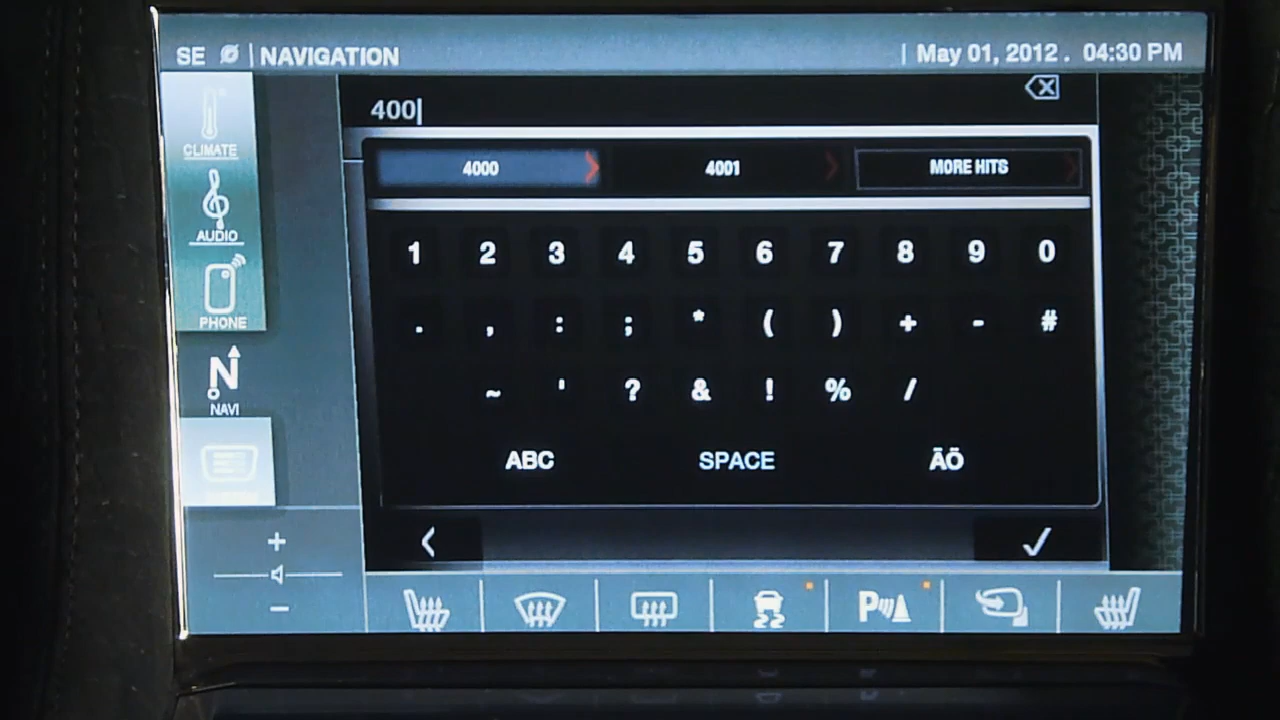 SE | NAVIGATION
| May 01, 2012 . 04:30 PM
CLIMATE
AUDIO
PHONE
NAVI
400|
4000
4001
MORE HITS
1 2 3 4 5 6 7 8 9 0
. , : ; * ( ) + - #
~ ' ? & ! % /
ABC SPACE ÄÖ
+
-
P